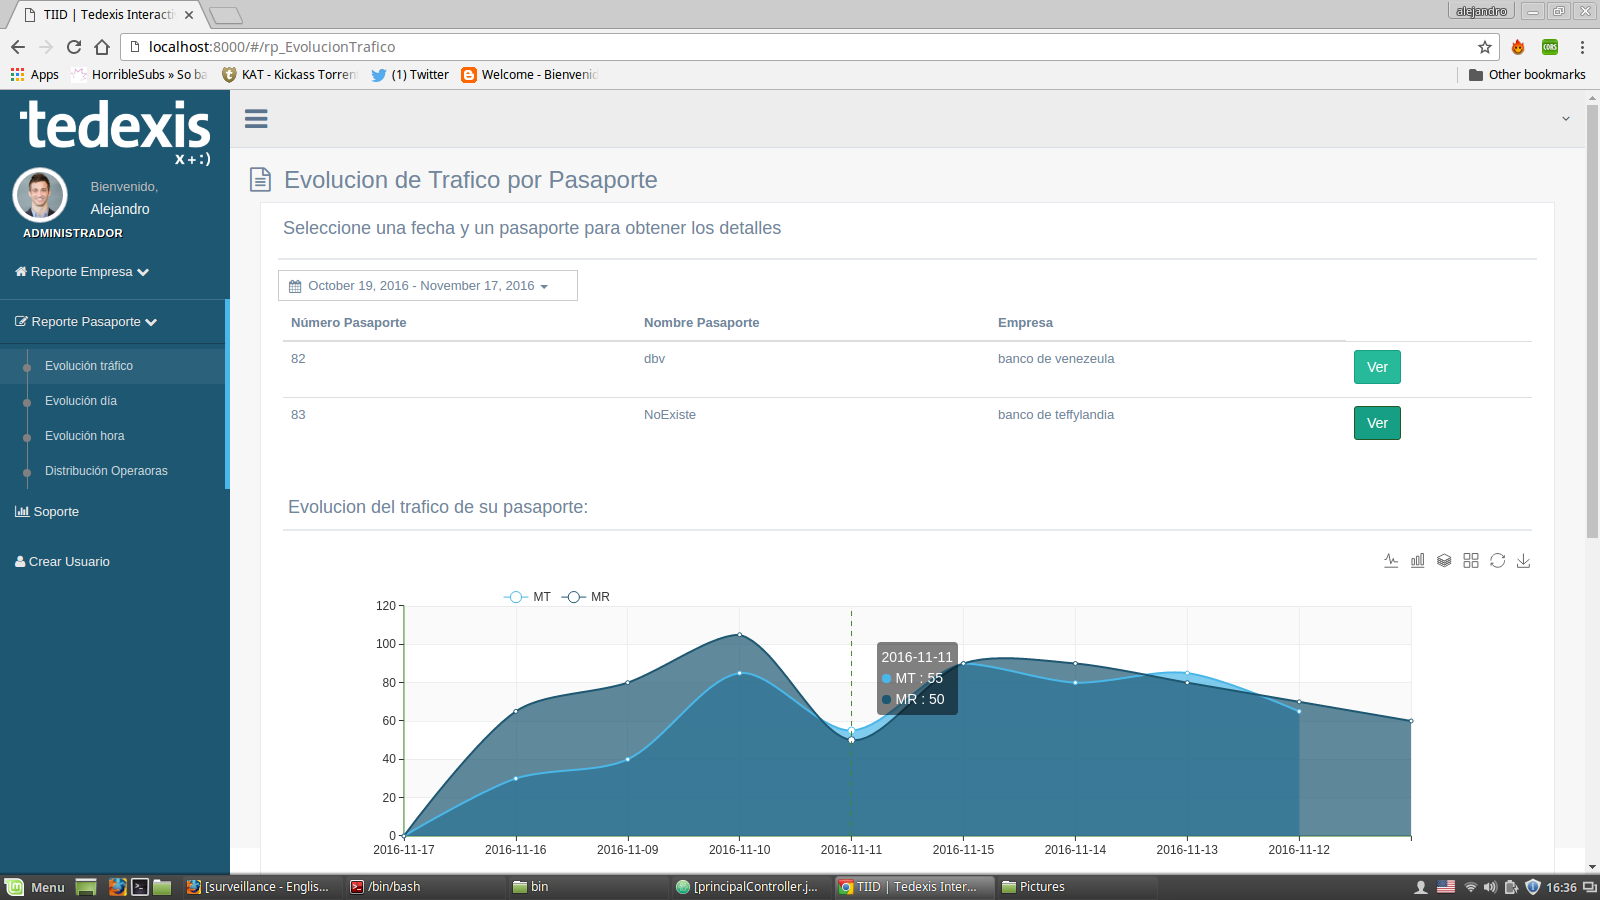 TIID | Tedexis Interacti
alejandro
localhost:8000/#/rp_EvolucionTrafico
CORS
Apps
HorribleSubs » So ba
KAT - Kickass Torren
(1) Twitter
Welcome - Bienvenid
Other bookmarks
tedexis
x+:)
Bienvenido,
Alejandro
ADMINISTRADOR
Reporte Empresa
Reporte Pasaporte
Evolución tráfico
Evolución día
Evolución hora
Distribución Operaoras
Soporte
Crear Usuario
Evolucion de Trafico por Pasaporte
Seleccione una fecha y un pasaporte para obtener los detalles
October 19, 2016 - November 17, 2016
Número Pasaporte Nombre Pasaporte Empresa
82 dbv banco de venezeula Ver
83 NoExiste banco de teffylandia Ver
Evolucion del trafico de su pasaporte:
MT MR
120
100
80
60
40
20
0
2016-11-11
MT : 55
MR : 50
2016-11-17 2016-11-16 2016-11-09 2016-11-10 2016-11-11 2016-11-15 2016-11-14 2016-11-13 2016-11-12
Menu
[surveillance - Englis...
/bin/bash
bin
[principalController.j...
TIID | Tedexis Inter...
Pictures
16:36